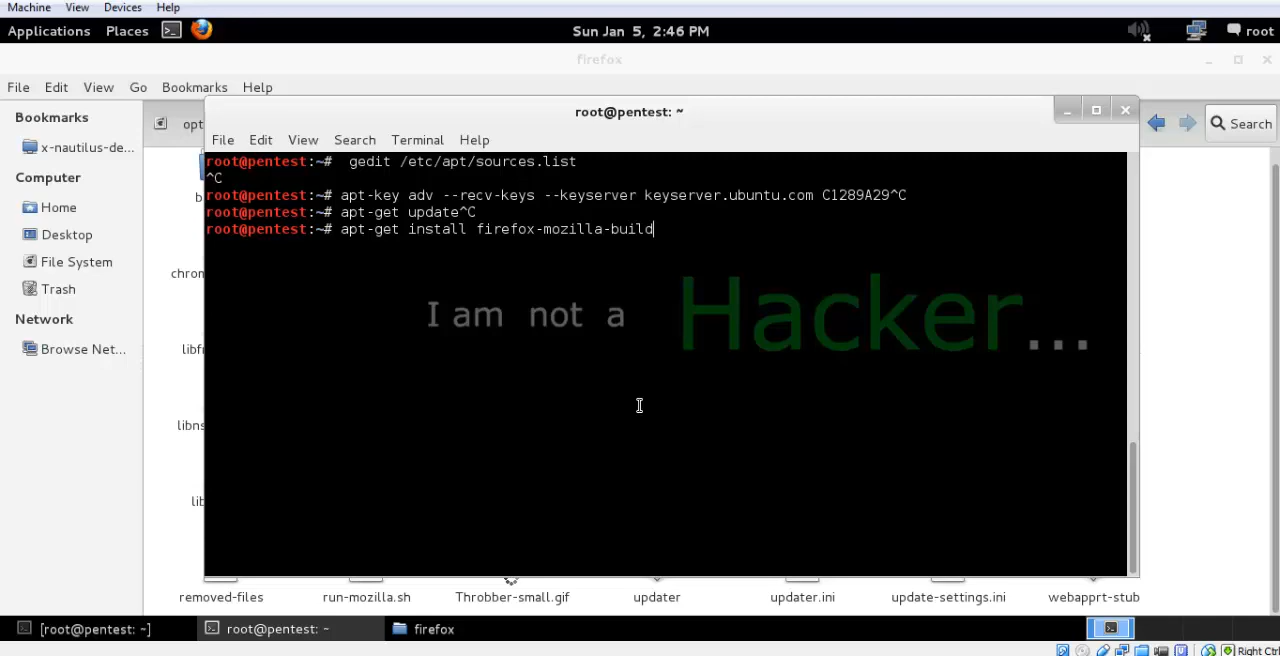 Machine View Devices Help
Applications Places Sun Jan 5, 2:46 PM root
firefox
File Edit View Go Bookmarks Help
Bookmarks
x-nautilus-de...
Computer
Home
Desktop
File System
Trash
Network
Browse Net...
opt
Search
root@pentest: ~
File Edit View Search Terminal Help
root@pentest:~# gedit /etc/apt/sources.list
^C
root@pentest:~# apt-key adv --recv-keys --keyserver keyserver.ubuntu.com C1289A29^C
root@pentest:~# apt-get update^C
root@pentest:~# apt-get install firefox-mozilla-build
I am not a Hacker...
b
chron
libfr
libns
lib
removed-files run-mozilla.sh Throbber-small.gif updater updater.ini update-settings.ini webapprt-stub
[root@pentest: ~] root@pentest: ~ firefox
Right Ctrl